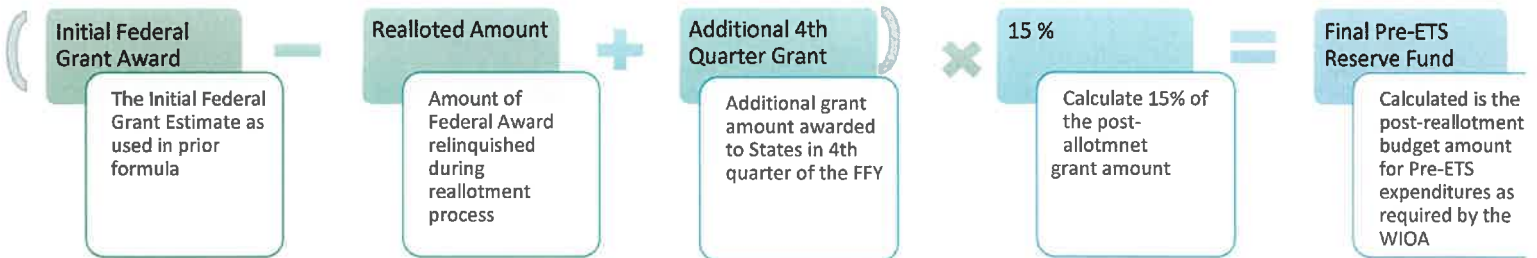 (
Initial Federal
Grant Award
The Initial Federal
Grant Estimate as
used in prior
formula
−
Realloted Amount
Amount of
Federal Award
relinquished
during
reallotment
process
+
Additional 4th
Quarter Grant
)
Additional grant
amount awarded
to States in 4th
quarter of the FFY
×
15 %
Calculate 15% of
the post-
allotmnet
grant amount
=
Final Pre-ETS
Reserve Fund
Calculated is the
post-reallotment
budget amount
for Pre-ETS
expenditures as
required by the
WIOA